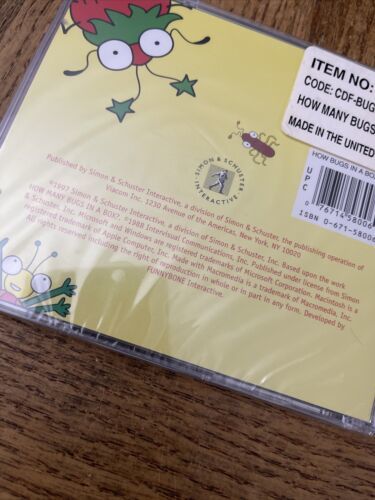 ITEM NO:
CODE: CDF-BUG
HOW MANY BUGS
MADE IN THE UNITED
HOW BUGS IN A BO
UPC
0 76714 58006
ISBN 0-671-58006
SIMON & SCHUSTER
INTERACTIVE
Published by Simon & Schuster Interactive, a division of Simon & Schuster, the publishing operation of
Viacom Inc. 1230 Avenue of the Americas, New York, NY 10020
©1997 Simon & Schuster Interactive, a division of Simon & Schuster, Inc. Based upon the work
HOW MANY BUGS IN A BOX?, ©1988 Intervisual Communications, Inc. Published under license from Simon
& Schuster, Inc. Microsoft and Windows are registered trademarks of Microsoft Corporation. Macintosh is a
registered trademark of Apple Computer, Inc. Made with Macromedia is a trademark of Macromedia, Inc.
All rights reserved including the right of reproduction in whole or in part in any form. Developed by
FUNNYBONE Interactive.